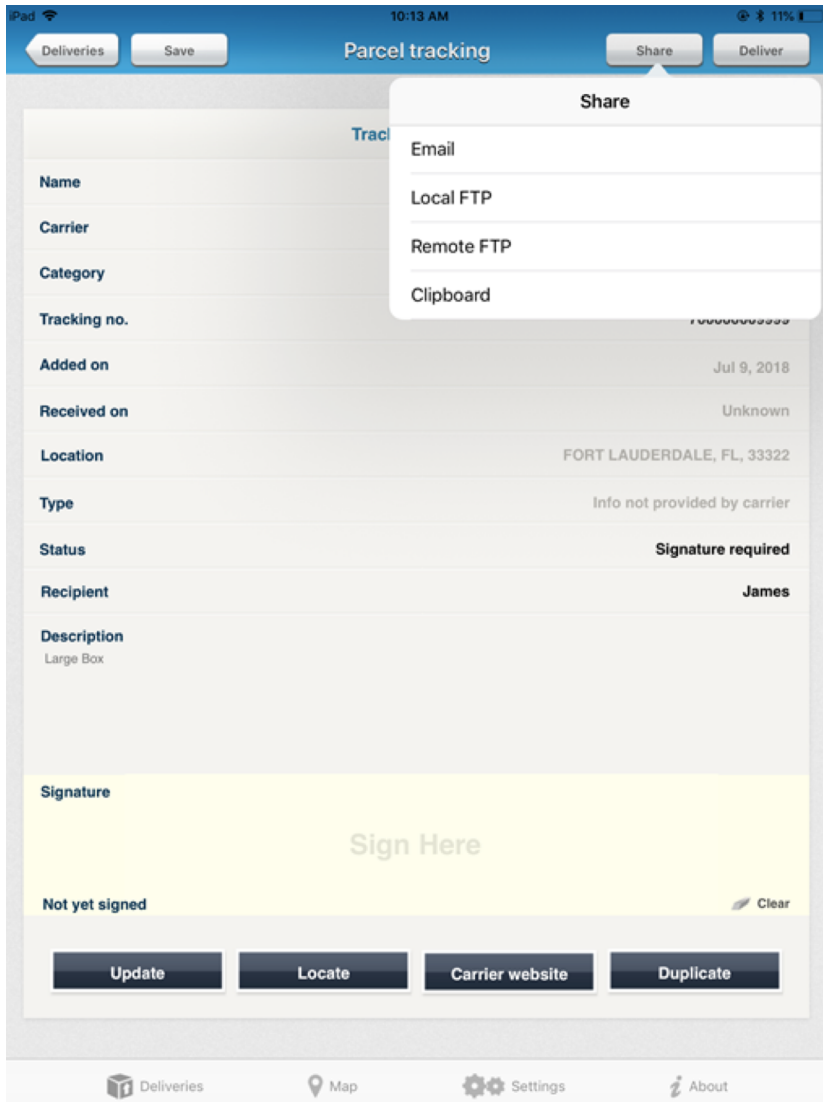 iPad 10:13 AM 11%
Deliveries Save Parcel tracking Share Deliver
Share
Email
Local FTP
Remote FTP
Clipboard
Name
Carrier
Category
Tracking no.
Added on Jul 9, 2018
Received on Unknown
Location FORT LAUDERDALE, FL, 33322
Type Info not provided by carrier
Status Signature required
Recipient James
Description
Large Box
Signature
Sign Here
Not yet signed Clear
Update Locate Carrier website Duplicate
Deliveries Map Settings About